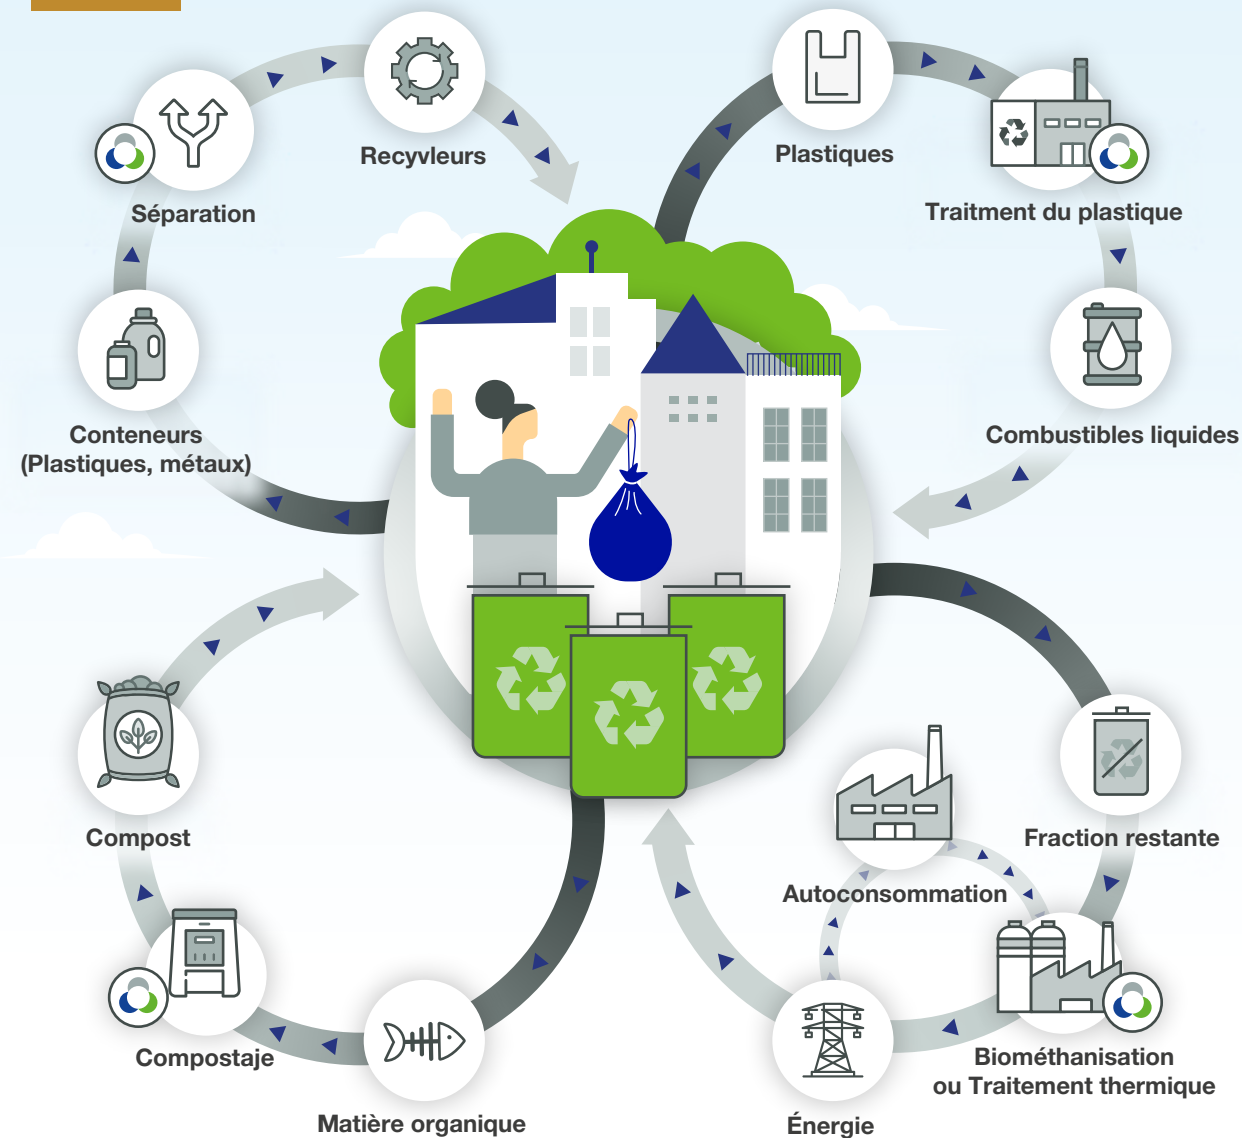 Recyvleurs
Plastiques
Séparation
Traitment du plastique
Conteneurs
(Plastiques, métaux)
Combustibles liquides
Compost
Fraction restante
Autoconsommation
Compostaje
Biométhanisation
ou Traitement thermique
Matière organique
Énergie